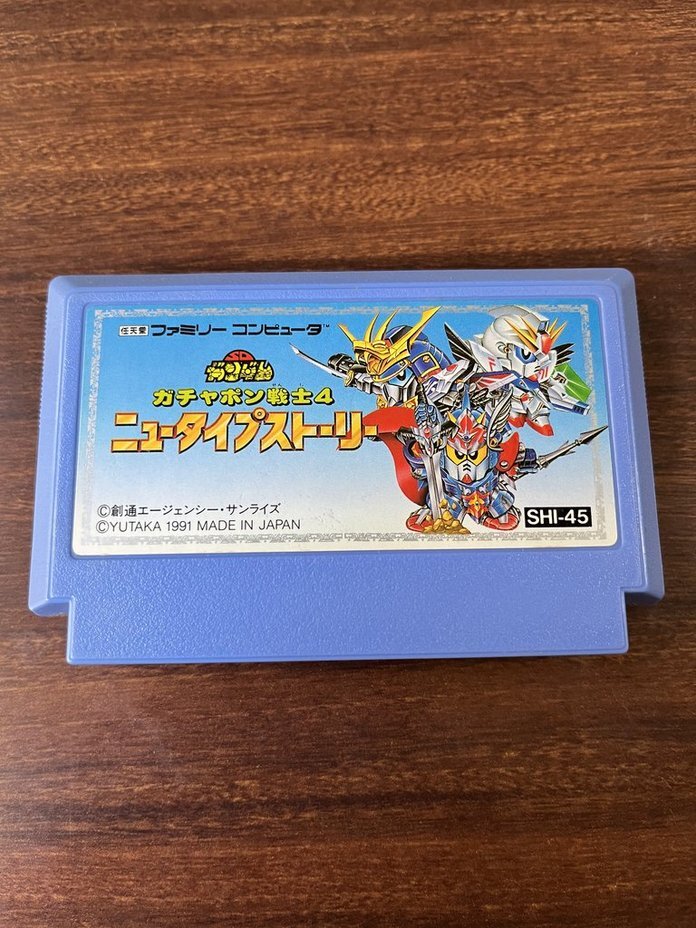 任天堂 ファミリー コンピュータ™
SD
ガンダム
ガチャポン戦士4
ニュータイプストーリー
©創通エージェンシー・サンライズ
©YUTAKA 1991 MADE IN JAPAN
SHI-45